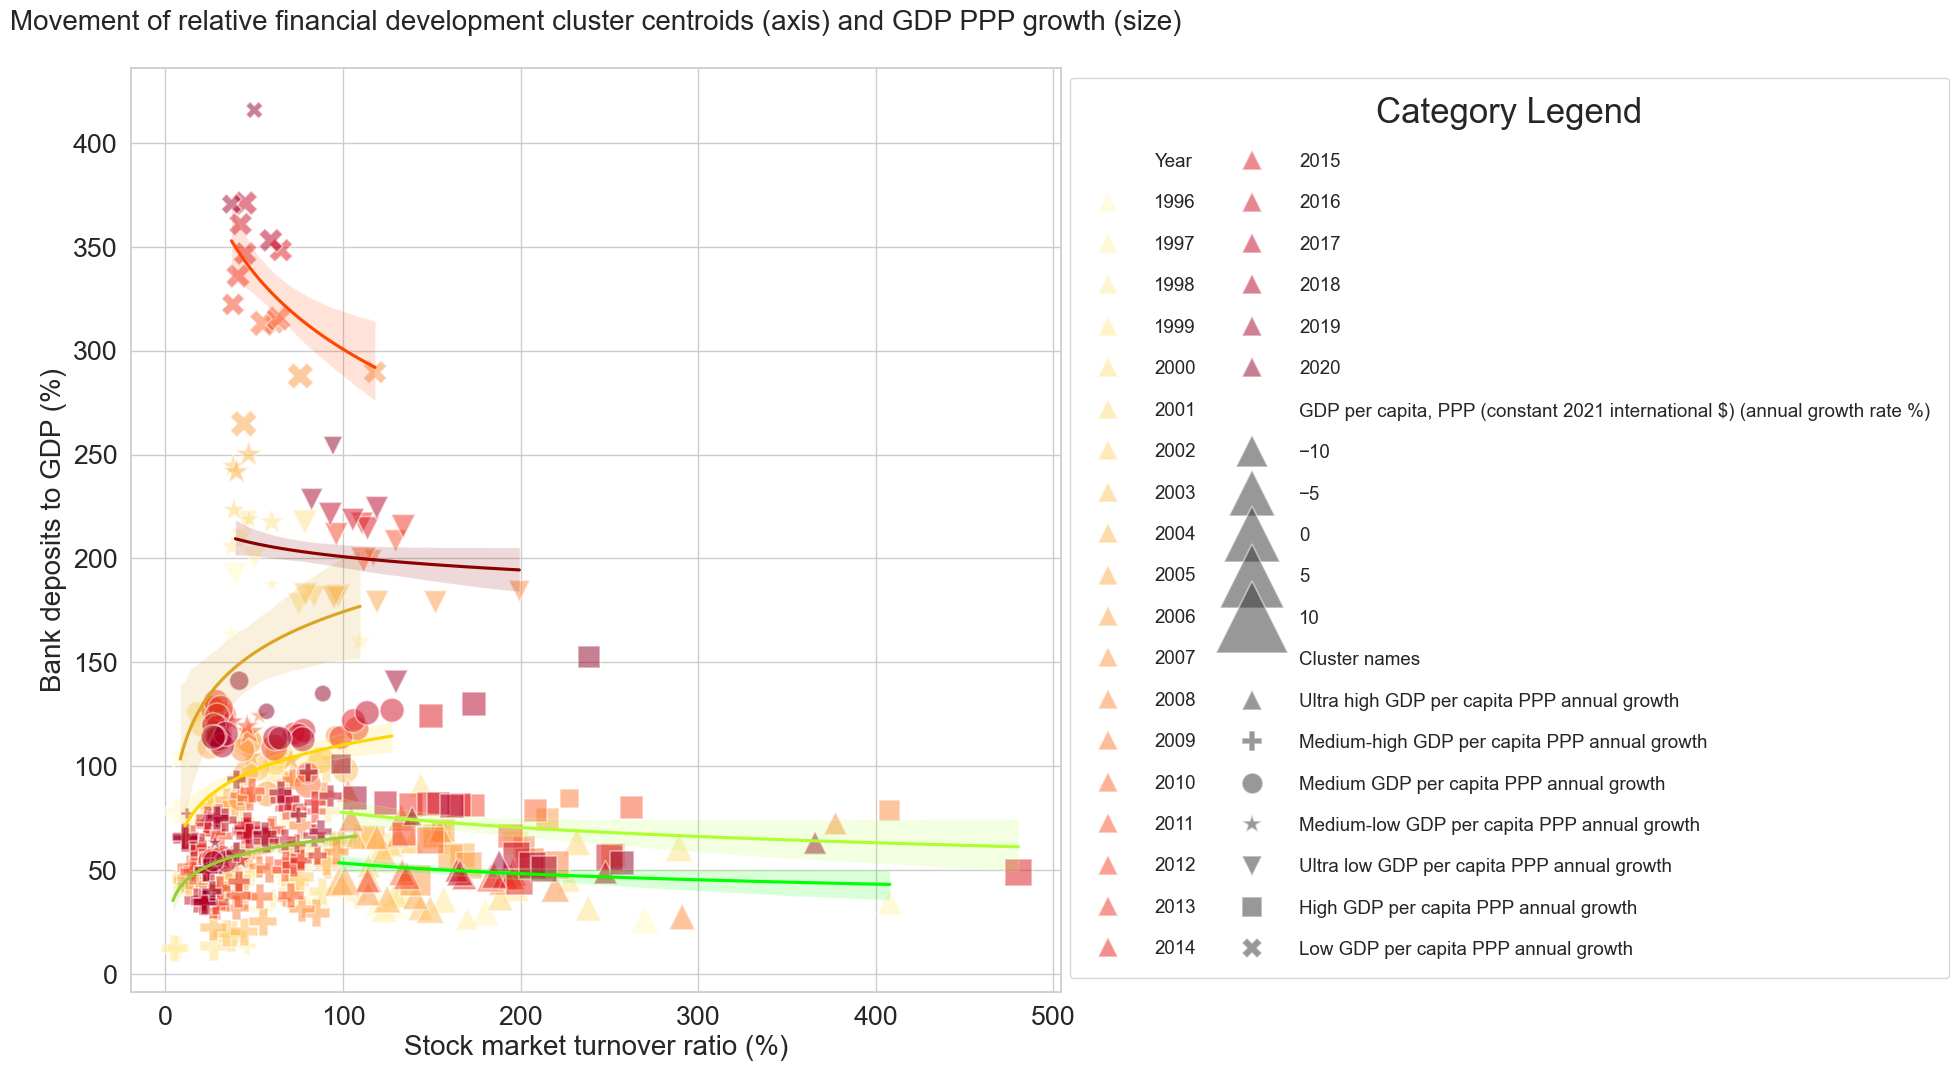 Movement of relative financial development cluster centroids (axis) and GDP PPP growth (size)
Bank deposits to GDP (%)
400
350
300
250
200
150
100
50
0
0 100 200 300 400 500
Stock market turnover ratio (%)
Category Legend
Year
1996
1997
1998
1999
2000
2001
2002
2003
2004
2005
2006
2007
2008
2009
2010
2011
2012
2013
2014
2015
2016
2017
2018
2019
2020
GDP per capita, PPP (constant 2021 international $) (annual growth rate %)
−10
−5
0
5
10
Cluster names
Ultra high GDP per capita PPP annual growth
Medium-high GDP per capita PPP annual growth
Medium GDP per capita PPP annual growth
Medium-low GDP per capita PPP annual growth
Ultra low GDP per capita PPP annual growth
High GDP per capita PPP annual growth
Low GDP per capita PPP annual growth